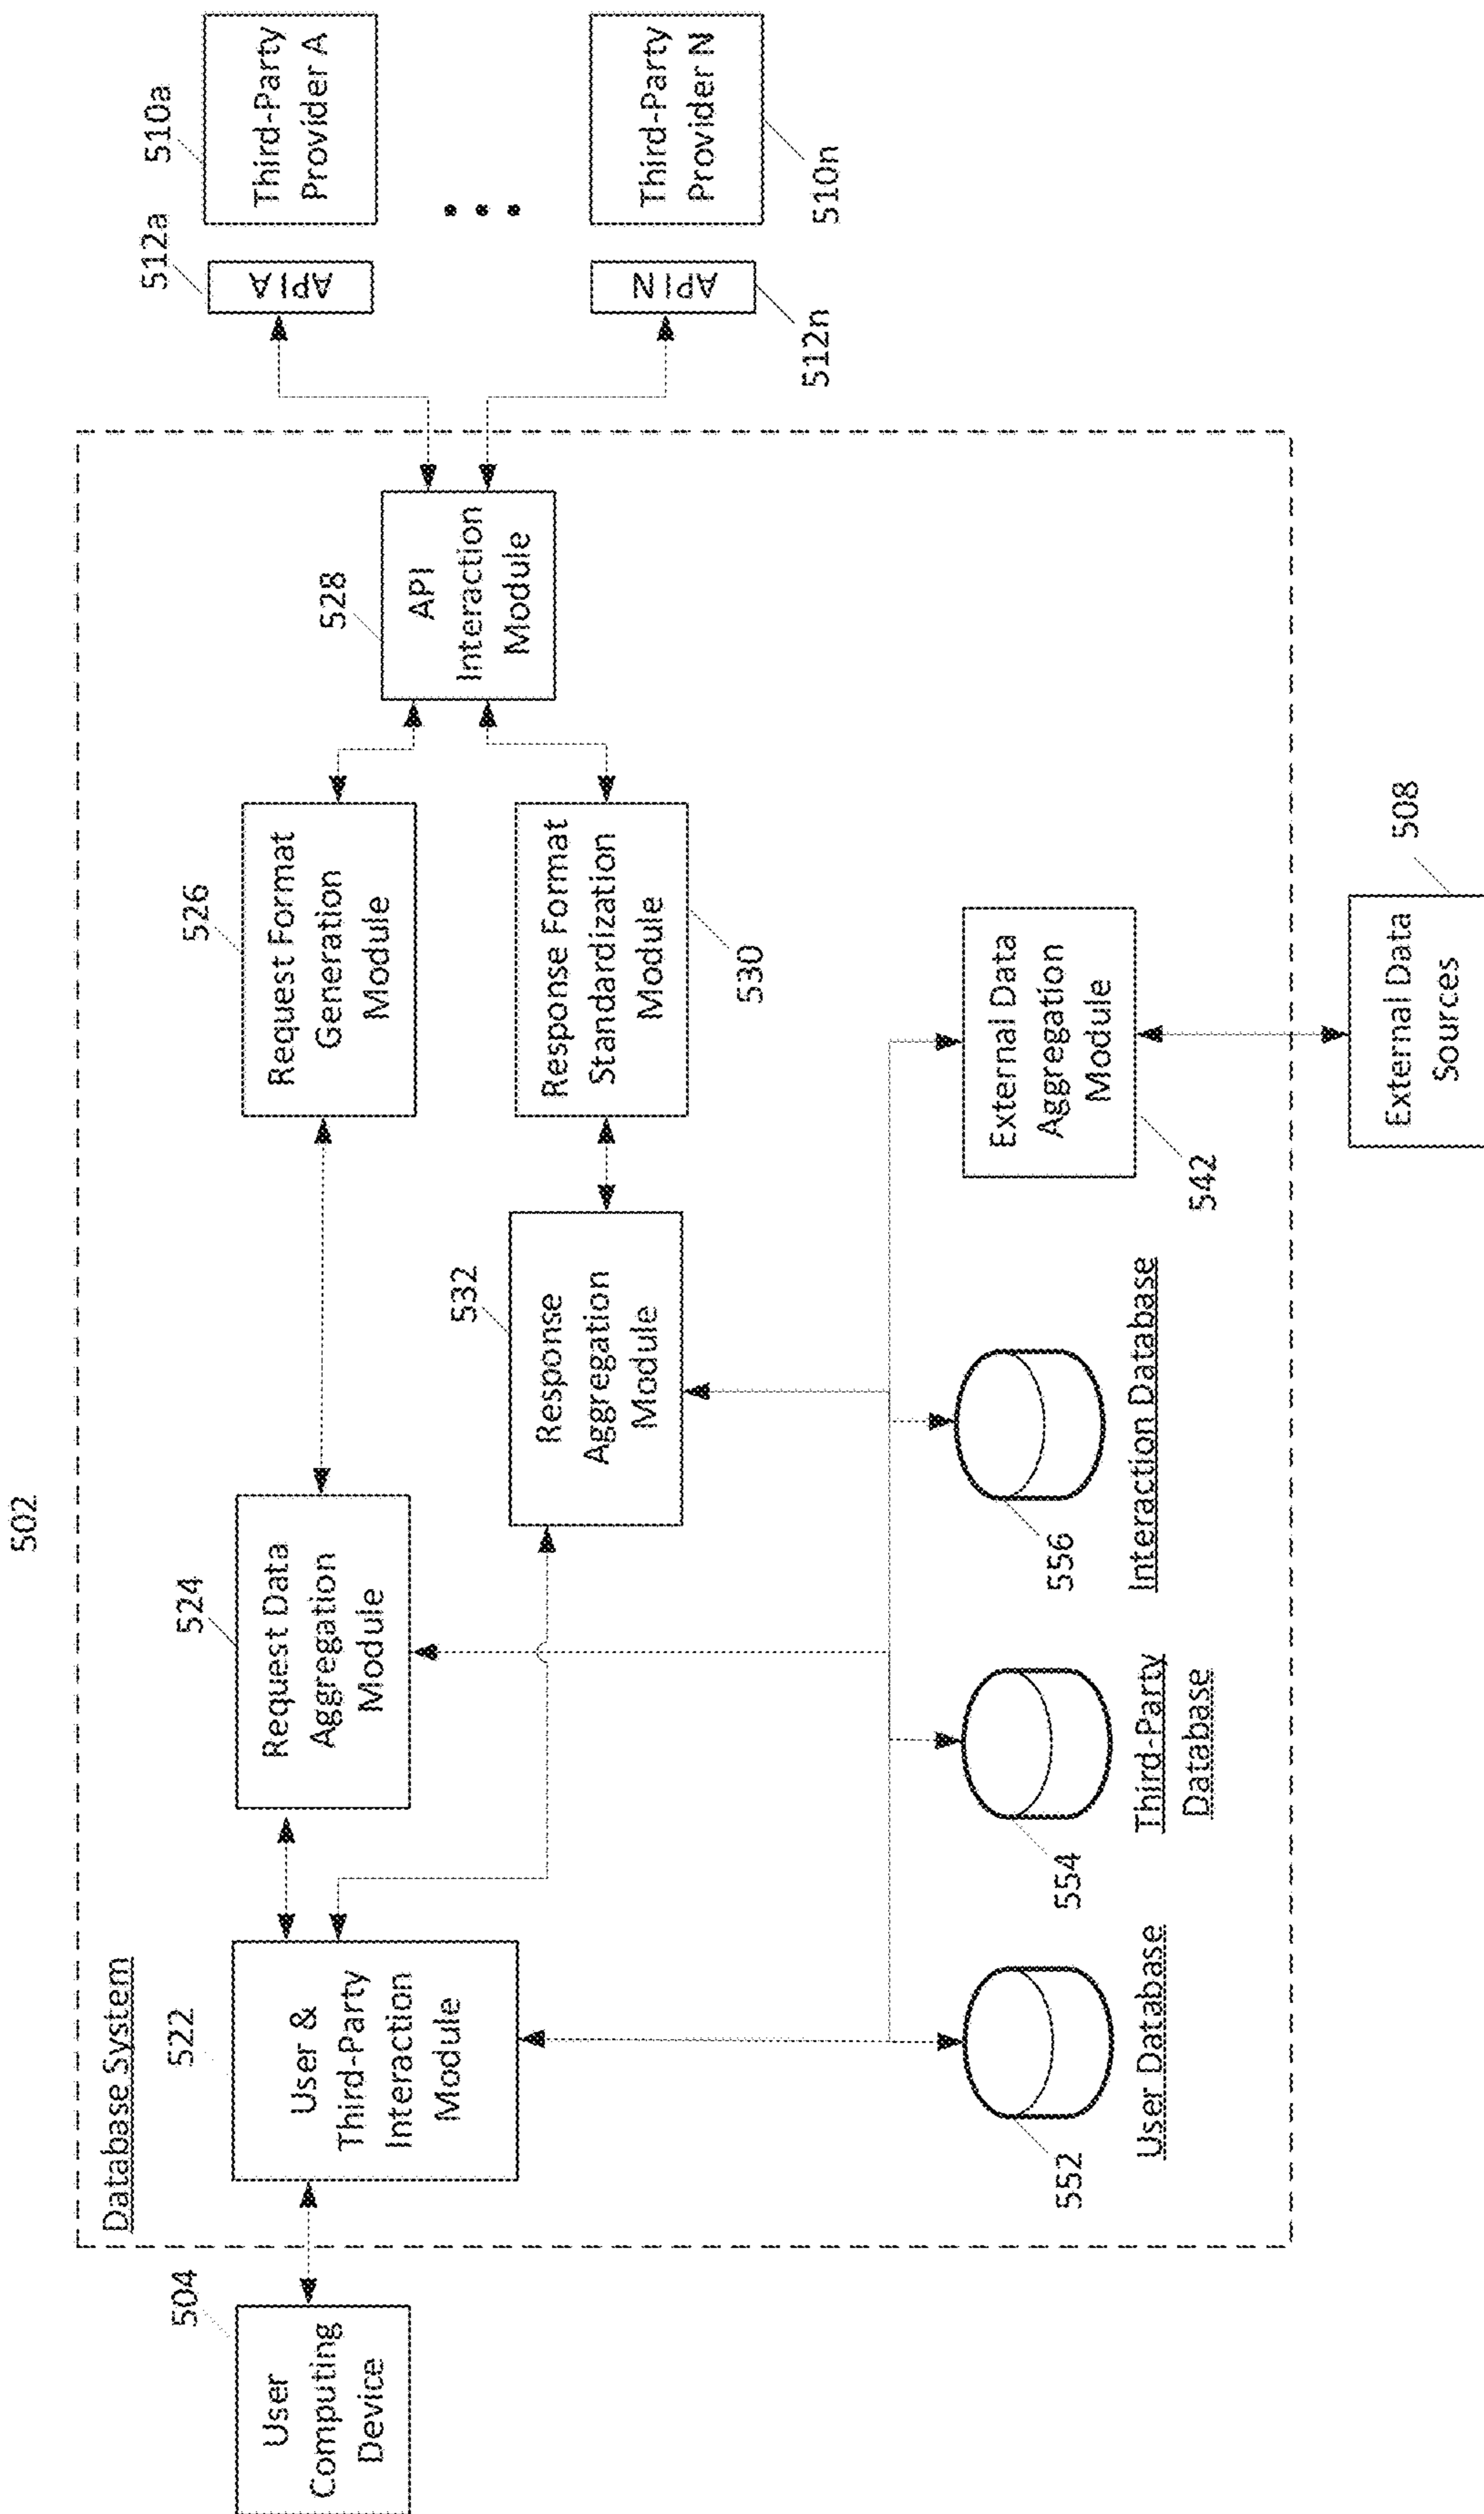 502
Database System
504
User
Computing
Device
522
User &
Third-Party
Interaction
Module
524
Request Data
Aggregation
Module
526
Request Format
Generation
Module
528
API
Interaction
Module
512a
API A
510a
Third-Party
Provider A
532
Response
Aggregation
Module
Response Format
Standardization
Module
530
API N
512n
Third-Party
Provider N
510n
552
User Database
554
Third-Party
Database
556
Interaction Database
External Data
Aggregation
Module
542
508
External Data
Sources